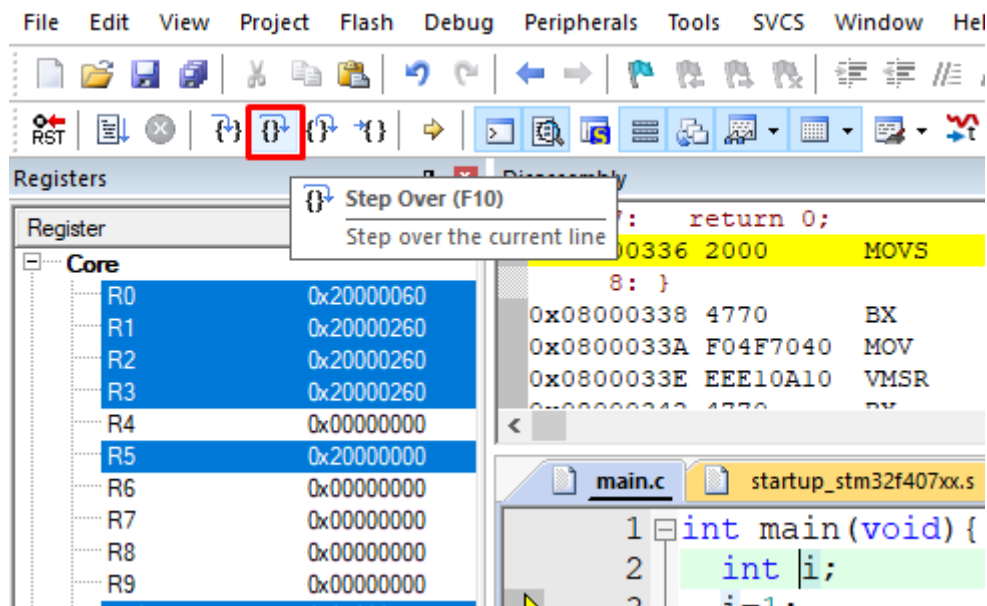 File Edit View Project Flash Debug Peripherals Tools SVCS Window Hel
RST
Registers
Register
Step Over (F10)
Step over the current line
return 0;
00336 2000 MOVS
8: }
0x08000338 4770 BX
0x0800033A F04F7040 MOV
0x0800033E EEE10A10 VMSR
Core
R0 0x20000060
R1 0x20000260
R2 0x20000260
R3 0x20000260
R4 0x00000000
R5 0x20000000
R6 0x00000000
R7 0x00000000
R8 0x00000000
R9 0x00000000
main.c startup_stm32f407xx.s
1 int main(void){
2 int i;
3 i=1;